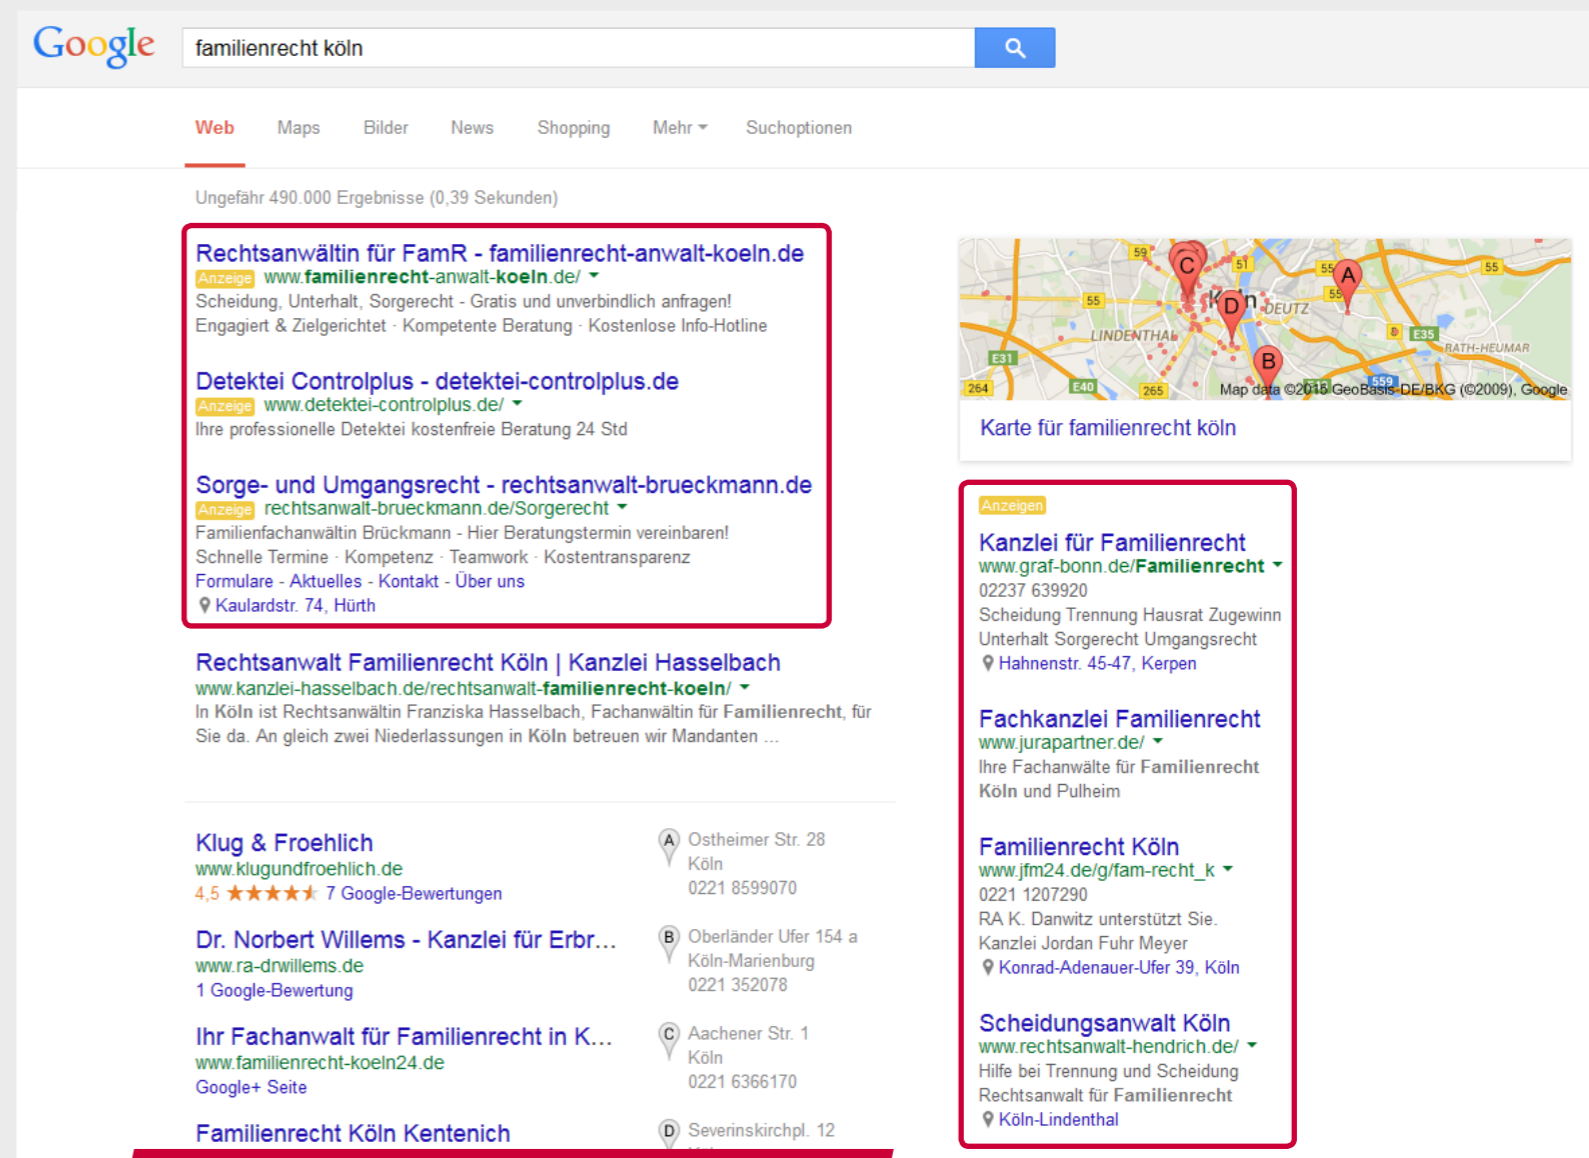 Google
familienrecht köln
Web Maps Bilder News Shopping Mehr Suchoptionen
Ungefähr 490.000 Ergebnisse (0,39 Sekunden)
Rechtsanwältin für FamR - familienrecht-anwalt-koeln.de
Anzeige www.familienrecht-anwalt-koeln.de/
Scheidung, Unterhalt, Sorgerecht - Gratis und unverbindlich anfragen!
Engagiert & Zielgerichtet · Kompetente Beratung · Kostenlose Info-Hotline
Detektei Controlplus - detektei-controlplus.de
Anzeige www.detektei-controlplus.de/
Ihre professionelle Detektei kostenfreie Beratung 24 Std
Sorge- und Umgangsrecht - rechtsanwalt-brueckmann.de
Anzeige rechtsanwalt-brueckmann.de/Sorgerecht
Familienfachanwältin Brückmann - Hier Beratungstermin vereinbaren!
Schnelle Termine · Kompetenz · Teamwork · Kostentransparenz
Formulare - Aktuelles - Kontakt - Über uns
Kaulardstr. 74, Hürth
Rechtsanwalt Familienrecht Köln | Kanzlei Hasselbach
www.kanzlei-hasselbach.de/rechtsanwalt-familienrecht-koeln/
In Köln ist Rechtsanwältin Franziska Hasselbach, Fachanwältin für Familienrecht, für
Sie da. An gleich zwei Niederlassungen in Köln betreuen wir Mandanten ...
Klug & Froehlich
www.klugundfroehlich.de
4,5 7 Google-Bewertungen
A Ostheimer Str. 28
Köln
0221 8599070
Dr. Norbert Willems - Kanzlei für Erbr...
www.ra-drwillems.de
1 Google-Bewertung
B Oberländer Ufer 154 a
Köln-Marienburg
0221 352078
Ihr Fachanwalt für Familienrecht in K...
www.familienrecht-koeln24.de
Google+ Seite
C Aachener Str. 1
Köln
0221 6366170
Familienrecht Köln Kentenich
D Severinskirchpl. 12
59
51
55
A
55
C
55
55
D
DEUTZ
LINDENTHAL
E35
RATH-HEUMAR
E31
B
264
E40
265
559
Map data ©2015 GeoBasis-DE/BKG (©2009), Google
Karte für familienrecht köln
Anzeigen
Kanzlei für Familienrecht
www.graf-bonn.de/Familienrecht
02237 639920
Scheidung Trennung Hausrat Zugewinn
Unterhalt Sorgerecht Umgangsrecht
Hahnenstr. 45-47, Kerpen
Fachkanzlei Familienrecht
www.jurapartner.de/
Ihre Fachanwälte für Familienrecht
Köln und Pulheim
Familienrecht Köln
www.jfm24.de/g/fam-recht_k
0221 1207290
RA K. Danwitz unterstützt Sie.
Kanzlei Jordan Fuhr Meyer
Konrad-Adenauer-Ufer 39, Köln
Scheidungsanwalt Köln
www.rechtsanwalt-hendrich.de/
Hilfe bei Trennung und Scheidung
Rechtsanwalt für Familienrecht
Köln-Lindenthal